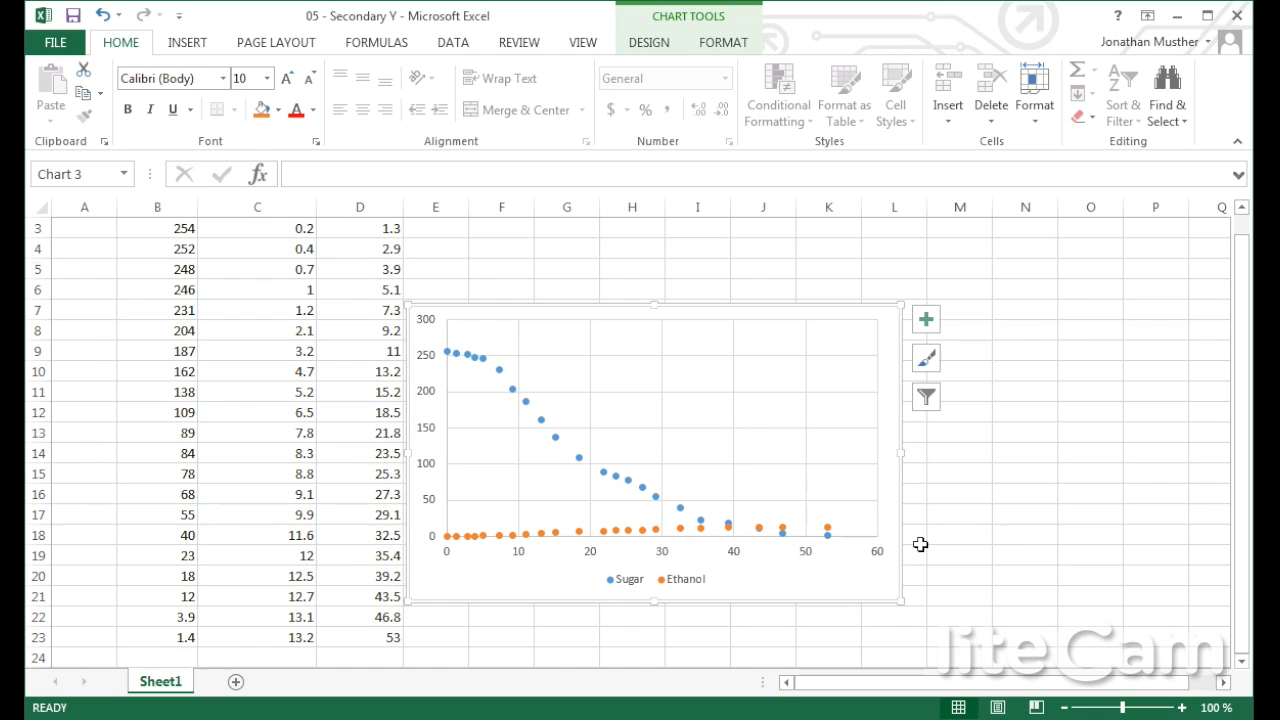 05 - Secondary Y - Microsoft Excel
CHART TOOLS
?
FILE HOME INSERT PAGE LAYOUT FORMULAS DATA REVIEW VIEW DESIGN FORMAT Jonathan Musther
Paste Calibri (Body) 10 A A Wrap Text General Conditional Formatting Format as Table Cell Styles Insert Delete Format Σ Sort & Filter Find & Select
B I U A Merge & Center $ % , .00 .0
Clipboard Font Alignment Number Styles Cells Editing
Chart 3 fx
A B C D E F G H I J K L M N O P Q
3 254 0.2 1.3
4 252 0.4 2.9
5 248 0.7 3.9
6 246 1 5.1
7 231 1.2 7.3
8 204 2.1 9.2
9 187 3.2 11
10 162 4.7 13.2
11 138 5.2 15.2
12 109 6.5 18.5
13 89 7.8 21.8
14 84 8.3 23.5
15 78 8.8 25.3
16 68 9.1 27.3
17 55 9.9 29.1
18 40 11.6 32.5
19 23 12 35.4
20 18 12.5 39.2
21 12 12.7 43.5
22 3.9 13.1 46.8
23 1.4 13.2 53
24
300
250
200
150
100
50
0
0 10 20 30 40 50 60
Sugar Ethanol
liteCam
Sheet1
READY 100 %